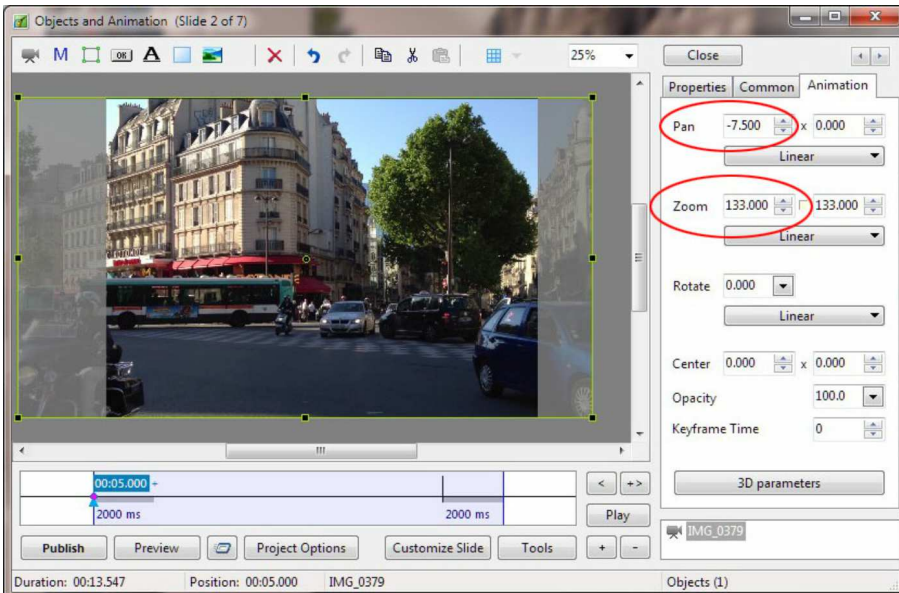 Objects and Animation (Slide 2 of 7)
M OK A 25% Close
Properties Common Animation
Pan -7.500 x 0.000
Linear
Zoom 133.000 133.000
Linear
Rotate 0.000
Linear
Center 0.000 x 0.000
Opacity 100.0
Keyframe Time 0
3D parameters
IMG_0379
00:05.000
2000 ms 2000 ms
< +>
Play
Publish Preview Project Options Customize Slide Tools + -
Duration: 00:13.547 Position: 00:05.000 IMG_0379 Objects (1)